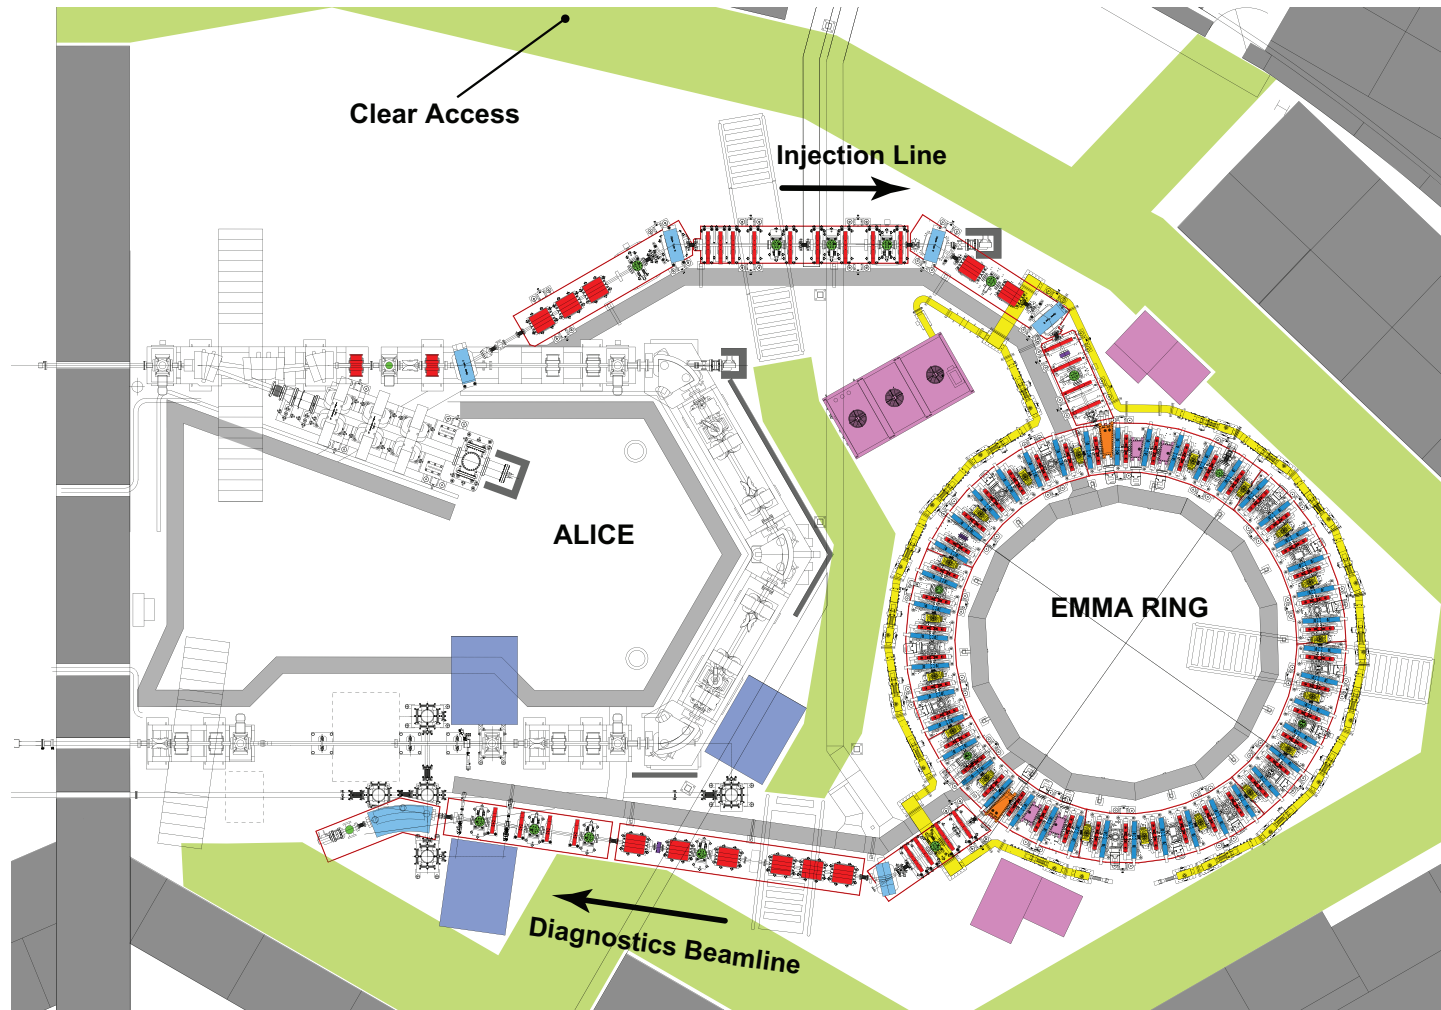 Clear Access
Injection Line
ALICE
EMMA RING
Diagnostics Beamline